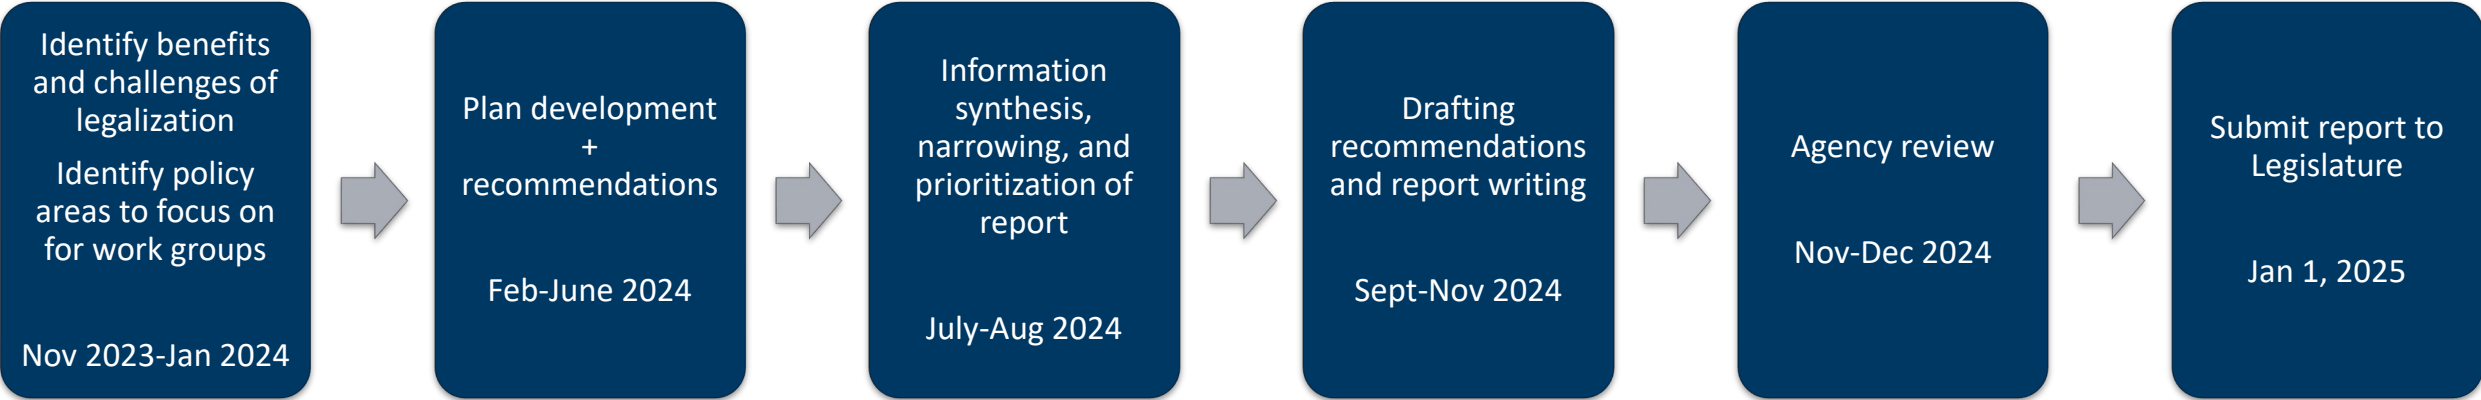 Identify benefits
and challenges of
legalization
Identify policy
areas to focus on
for work groups
Nov 2023-Jan 2024
Plan development
+
recommendations
Feb-June 2024
Information
synthesis,
narrowing, and
prioritization of
report
July-Aug 2024
Drafting
recommendations
and report writing
Sept-Nov 2024
Agency review
Nov-Dec 2024
Submit report to
Legislature
Jan 1, 2025